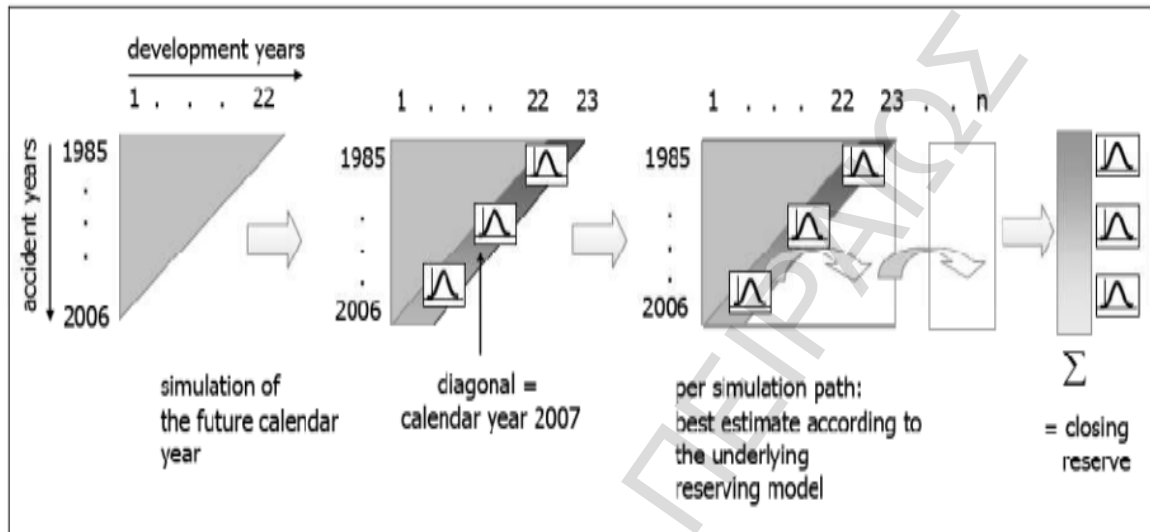 development years
1 . . . 22
accident years
1985
.
.
.
2006
simulation of
the future calendar
year
1 . . . 22 23
1985
.
.
.
2006
diagonal =
calendar year 2007
1 . . . 22 23 . . n
1985
.
.
.
2006
per simulation path:
best estimate according to
the underlying
reserving model
Σ
= closing
reserve
ΠΕΙΡΑΙΩΣ